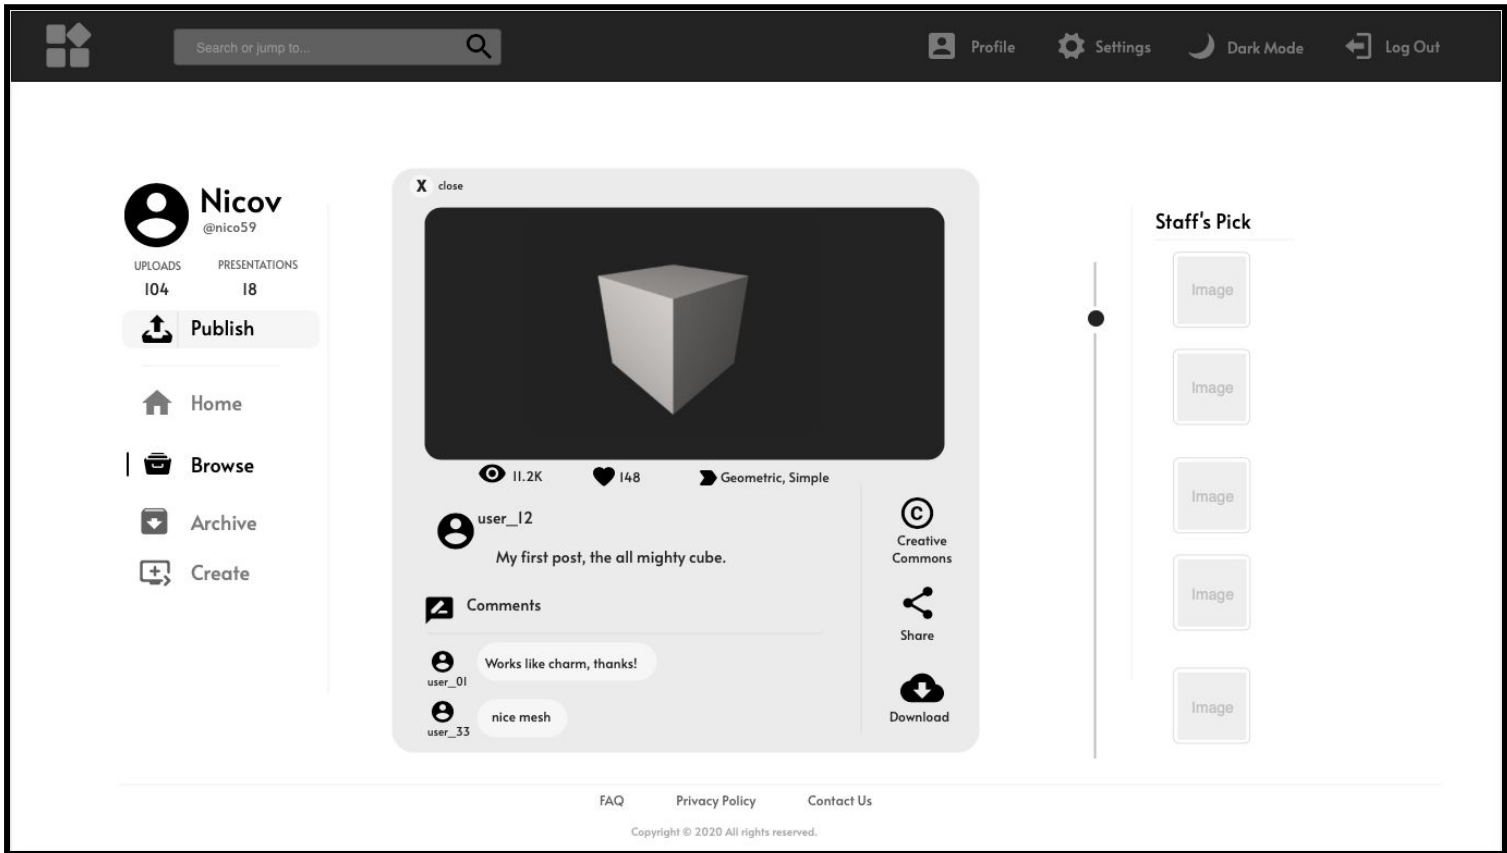 Search or jump to...
Profile
Settings
Dark Mode
Log Out
Nicov
@nico59
UPLOADS
PRESENTATIONS
104
18
Publish
Home
Browse
Archive
Create
X close
11.2K
148
Geometric, Simple
user_12
My first post, the all mighty cube.
Comments
Works like charm, thanks!
user_01
nice mesh
user_33
C
Creative
Commons
Share
Download
Staff's Pick
Image
Image
Image
Image
Image
FAQ
Privacy Policy
Contact Us
Copyright © 2020 All rights reserved.